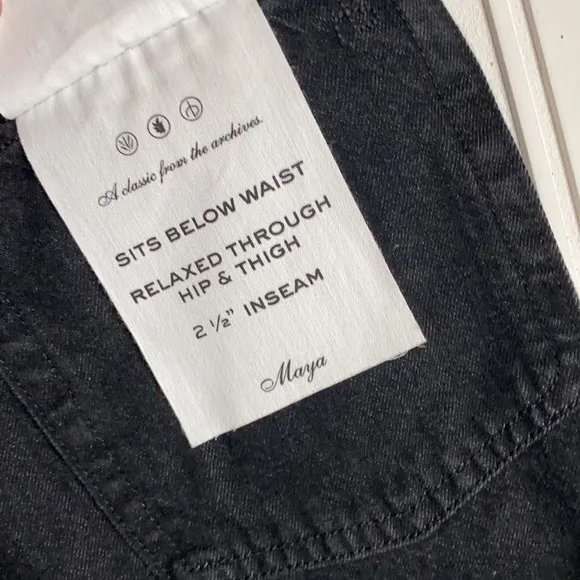 A classic from the archives.
SITS BELOW WAIST
RELAXED THROUGH
HIP & THIGH
2 ½" INSEAM
Maya